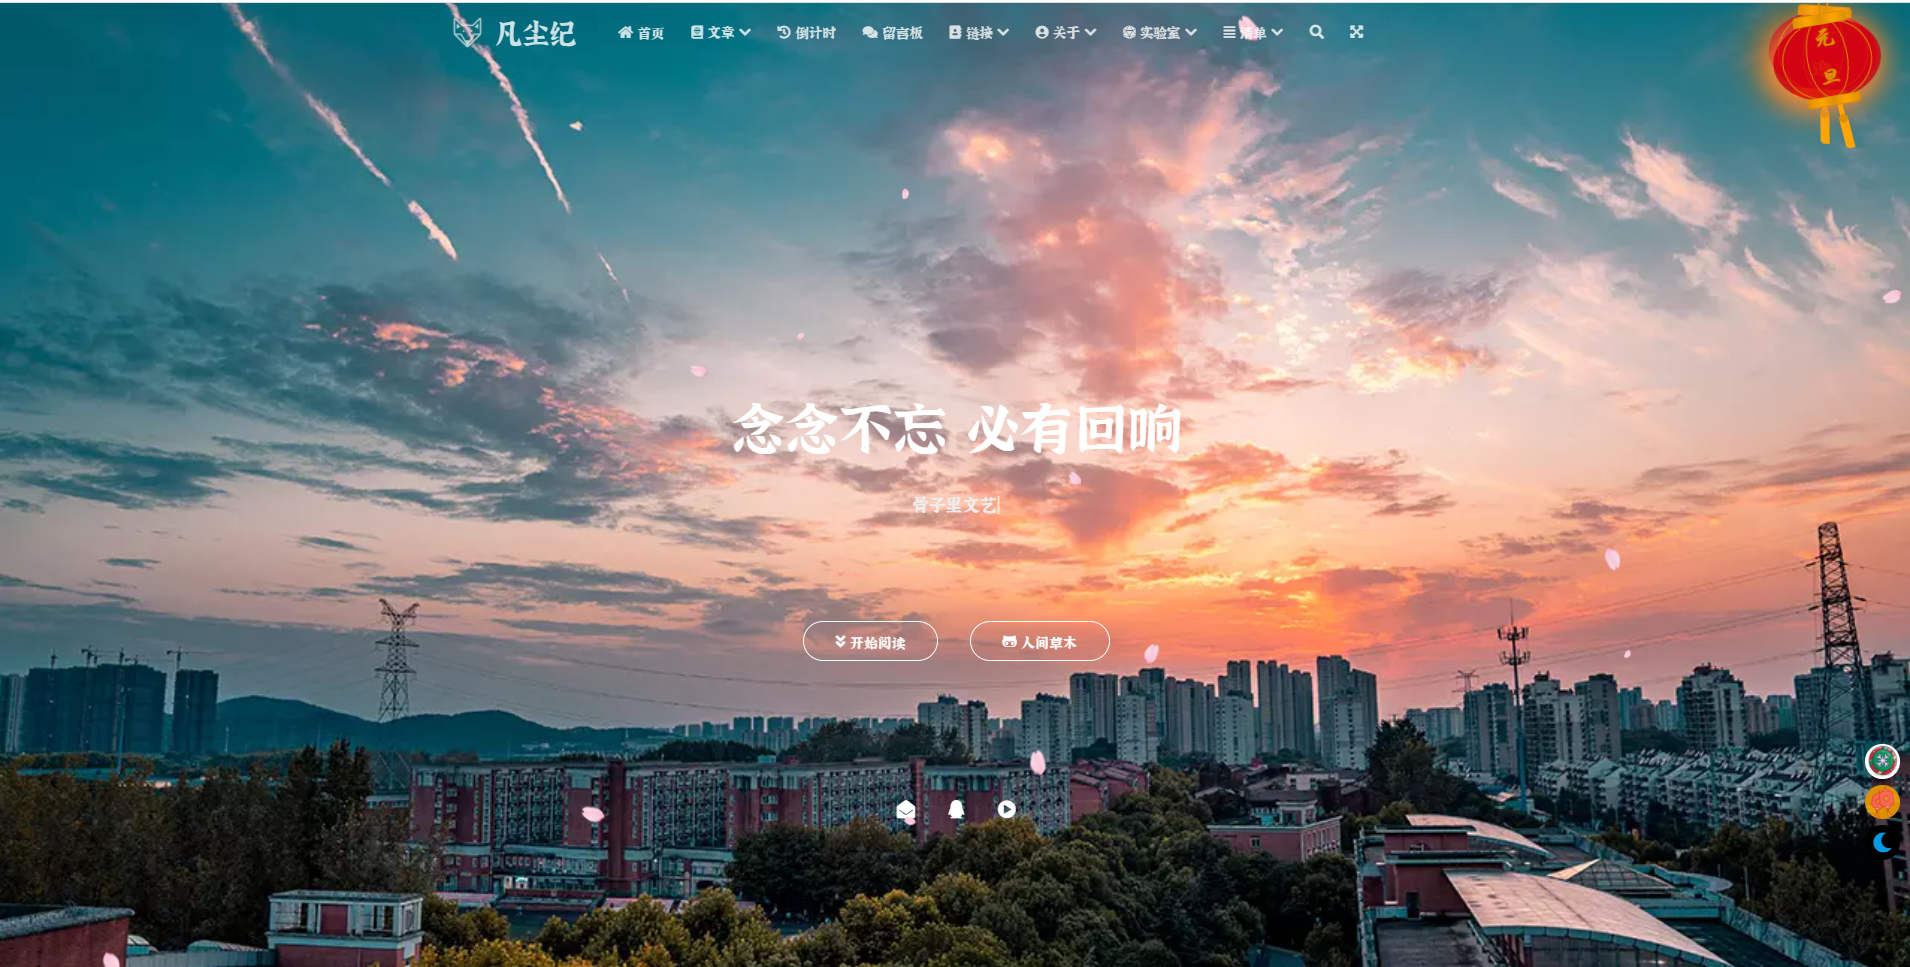 凡尘纪 首页 文章 倒计时 留言板 链接 关于 实验室 清单
元旦
念念不忘 必有回响
骨子里文艺
开始阅读 人间草木